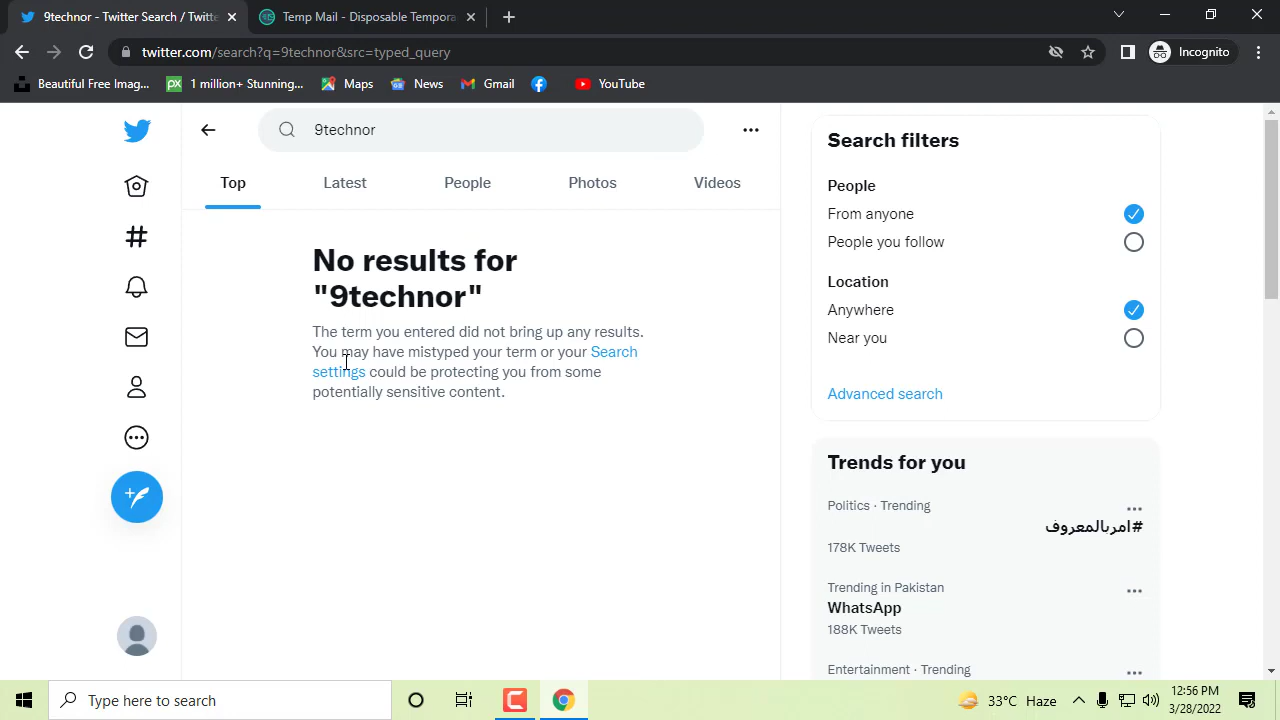 9technor - Twitter Search / Twitte
Temp Mail - Disposable Tempora
twitter.com/search?q=9technor&src=typed_query
Incognito
Beautiful Free Imag...
px
1 million+ Stunning...
Maps
News
Gmail
YouTube
9technor
Top
Latest
People
Photos
Videos
No results for
"9technor"
The term you entered did not bring up any results.
You may have mistyped your term or your Search
settings could be protecting you from some
potentially sensitive content.
Search filters
People
From anyone
People you follow
Location
Anywhere
Near you
Advanced search
Trends for you
Politics · Trending
#امربالمعروف
178K Tweets
Trending in Pakistan
WhatsApp
188K Tweets
Entertainment · Trending
Type here to search
33°C Haze
12:56 PM
3/28/2022